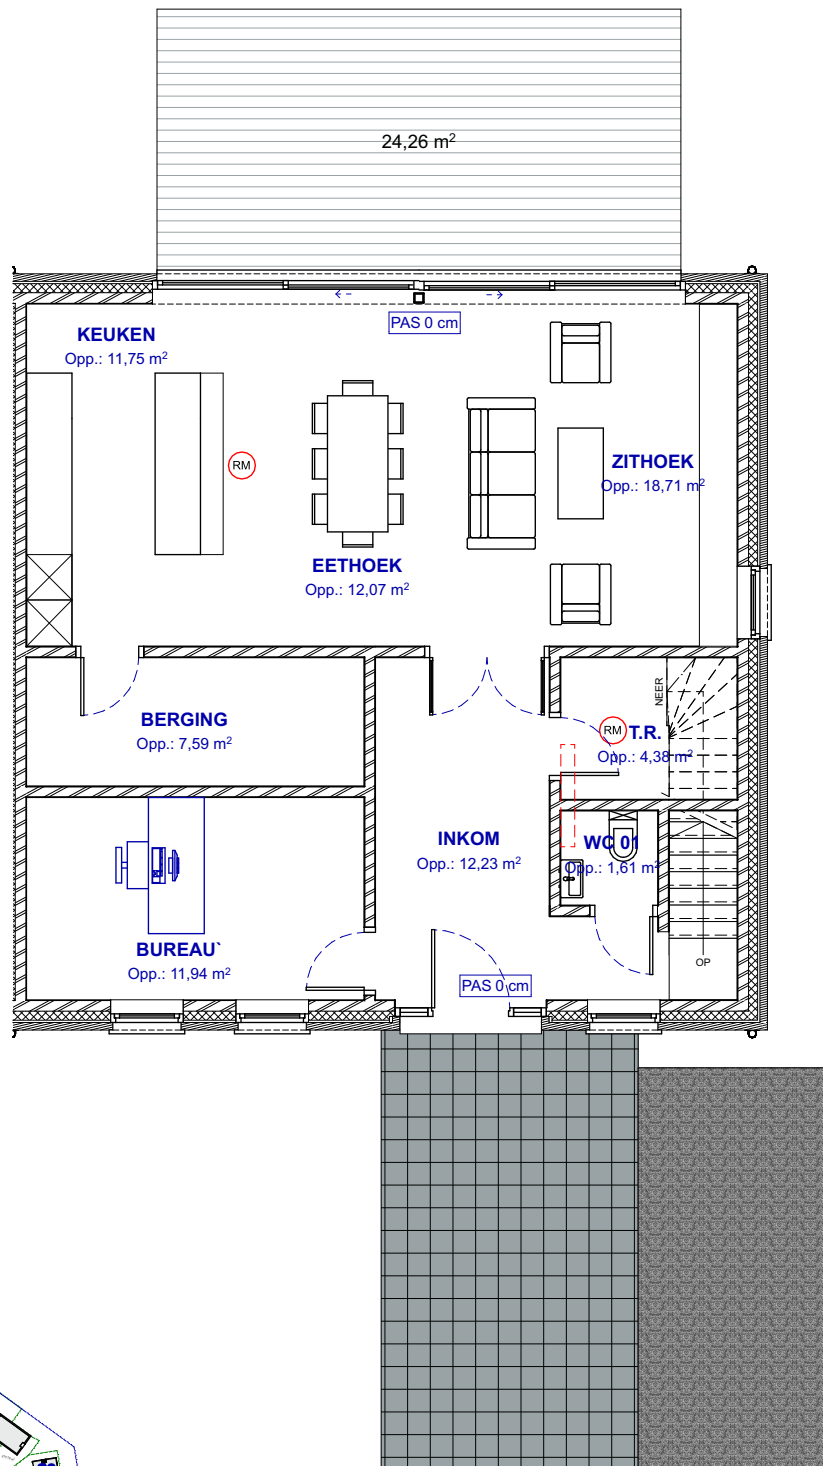 24,26 m²
PAS 0 cm
KEUKEN
Opp.: 11,75 m²
RM
ZITHOEK
Opp.: 18,71 m²
EETHOEK
Opp.: 12,07 m²
NEER
BERGING
Opp.: 7,59 m²
RM
T.R.
Opp.: 4,38 m²
INKOM
Opp.: 12,23 m²
WC 01
Opp.: 1,61 m²
BUREAU`
Opp.: 11,94 m²
OP
PAS 0 cm